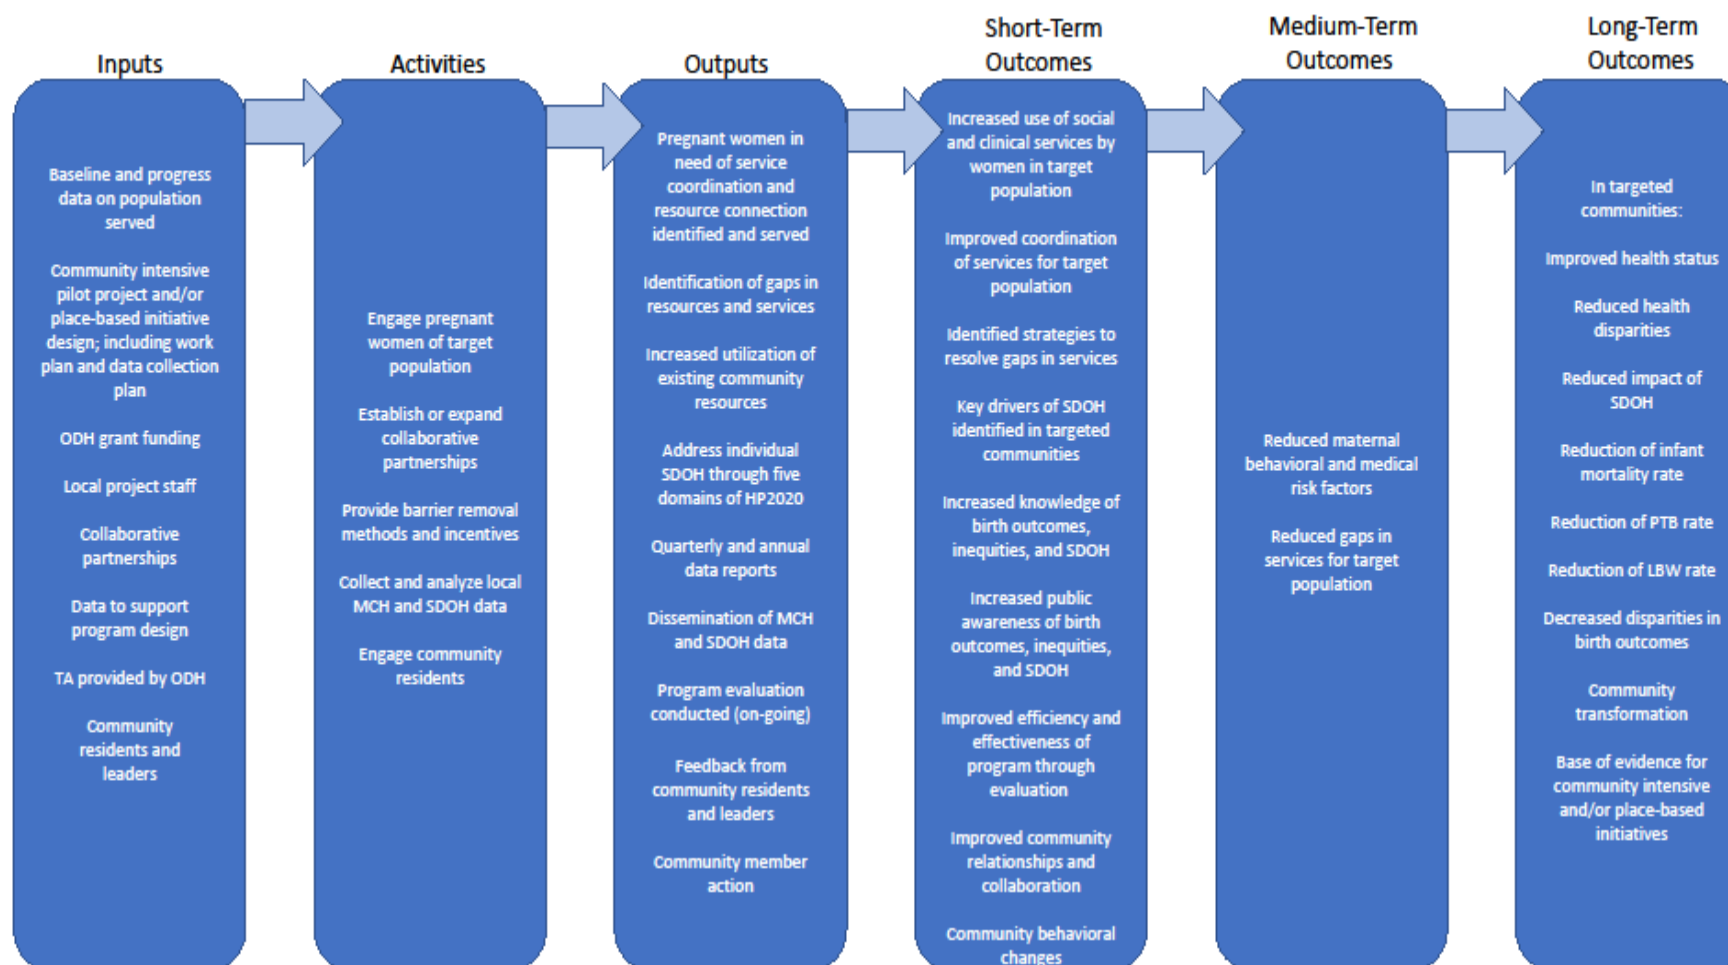 Inputs
Baseline and progress
data on population
served
Community intensive
pilot project and/or
place-based initiative
design; including work
plan and data collection
plan
ODH grant funding
Local project staff
Collaborative
partnerships
Data to support
program design
TA provided by ODH
Community
residents and
leaders
Activities
Engage pregnant
women of target
population
Establish or expand
collaborative
partnerships
Provide barrier removal
methods and incentives
Collect and analyze local
MCH and SDOH data
Engage community
residents
Outputs
Pregnant women in
need of service
coordination and
resource connection
identified and served
Identification of gaps in
resources and services
Increased utilization of
existing community
resources
Address individual
SDOH through five
domains of HP2020
Quarterly and annual
data reports
Dissemination of MCH
and SDOH data
Program evaluation
conducted (on-going)
Feedback from
community residents
and leaders
Community member
action
Short-Term
Outcomes
Increased use of social
and clinical services by
women in target
population
Improved coordination
of services for target
population
Identified strategies to
resolve gaps in services
Key drivers of SDOH
identified in targeted
communities
Increased knowledge of
birth outcomes,
inequities, and SDOH
Increased public
awareness of birth
outcomes, inequities,
and SDOH
Improved efficiency and
effectiveness of
program through
evaluation
Improved community
relationships and
collaboration
Community behavioral
changes
Medium-Term
Outcomes
Reduced maternal
behavioral and medical
risk factors
Reduced gaps in
services for target
population
Long-Term
Outcomes
In targeted
communities:
Improved health status
Reduced health
disparities
Reduced impact of
SDOH
Reduction of infant
mortality rate
Reduction of PTB rate
Reduction of LBW rate
Decreased disparities in
birth outcomes
Community
transformation
Base of evidence for
community intensive
and/or place-based
initiatives